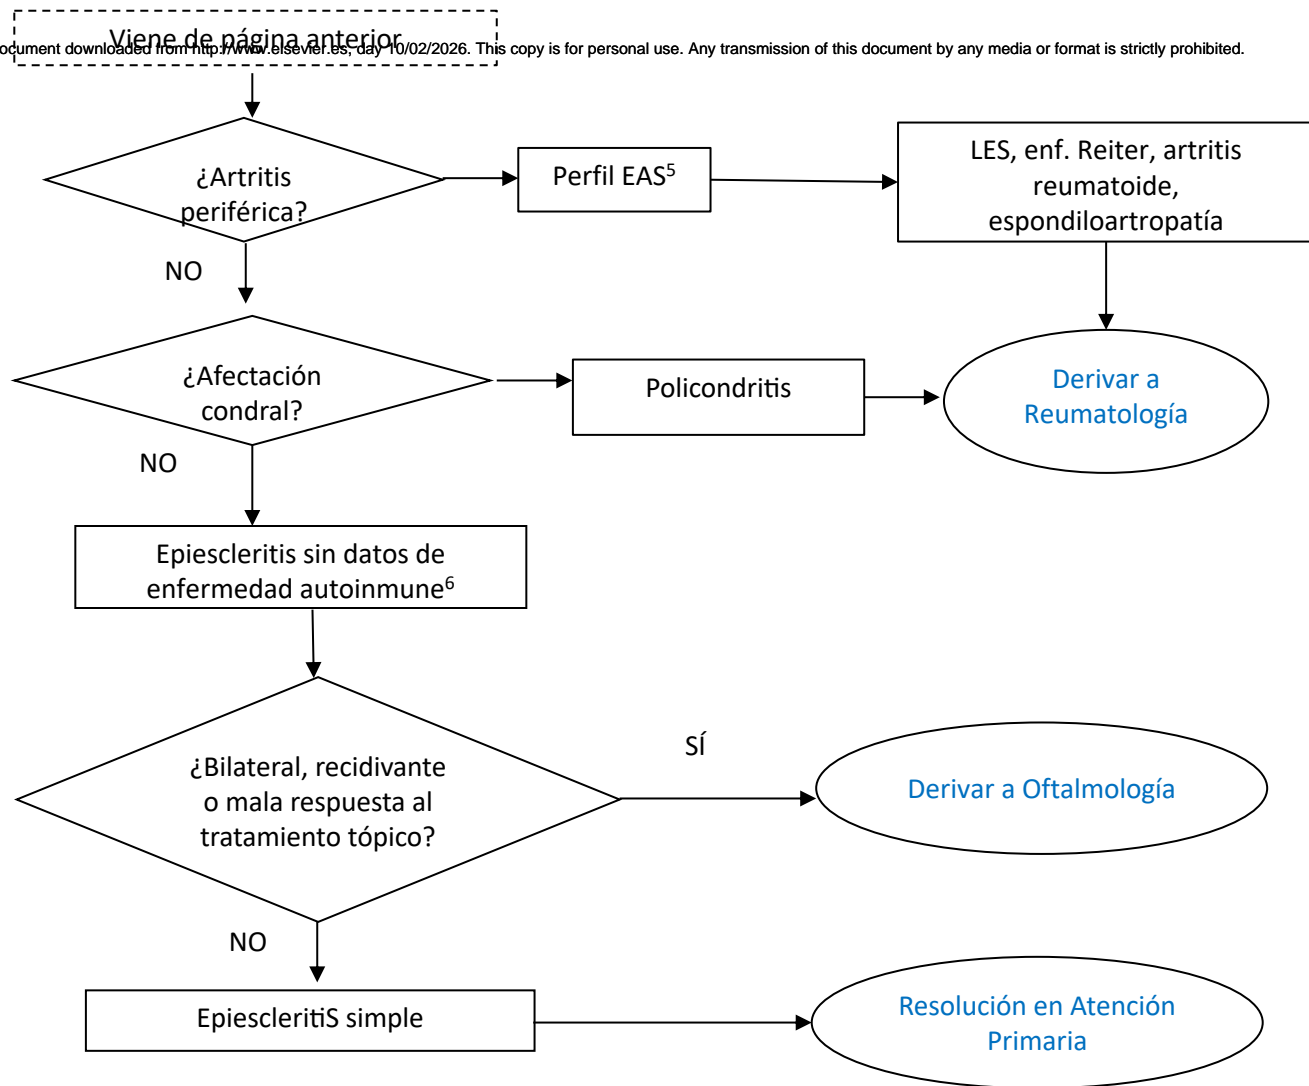 Viene de página anterior
ocument downloaded from http://www.elsevier.es, day 10/02/2026. This copy is for personal use. Any transmission of this document by any media or format is strictly prohibited.
¿Artritis
periférica?
Perfil EAS⁵
LES, enf. Reiter, artritis
reumatoide,
espondiloartropatía
NO
¿Afectación
condral?
Policondritis
Derivar a
Reumatología
NO
Epiescleritis sin datos de
enfermedad autoinmune⁶
¿Bilateral, recidivante
o mala respuesta al
tratamiento tópico?
SÍ
Derivar a Oftalmología
NO
EpiescleritiS simple
Resolución en Atención
Primaria